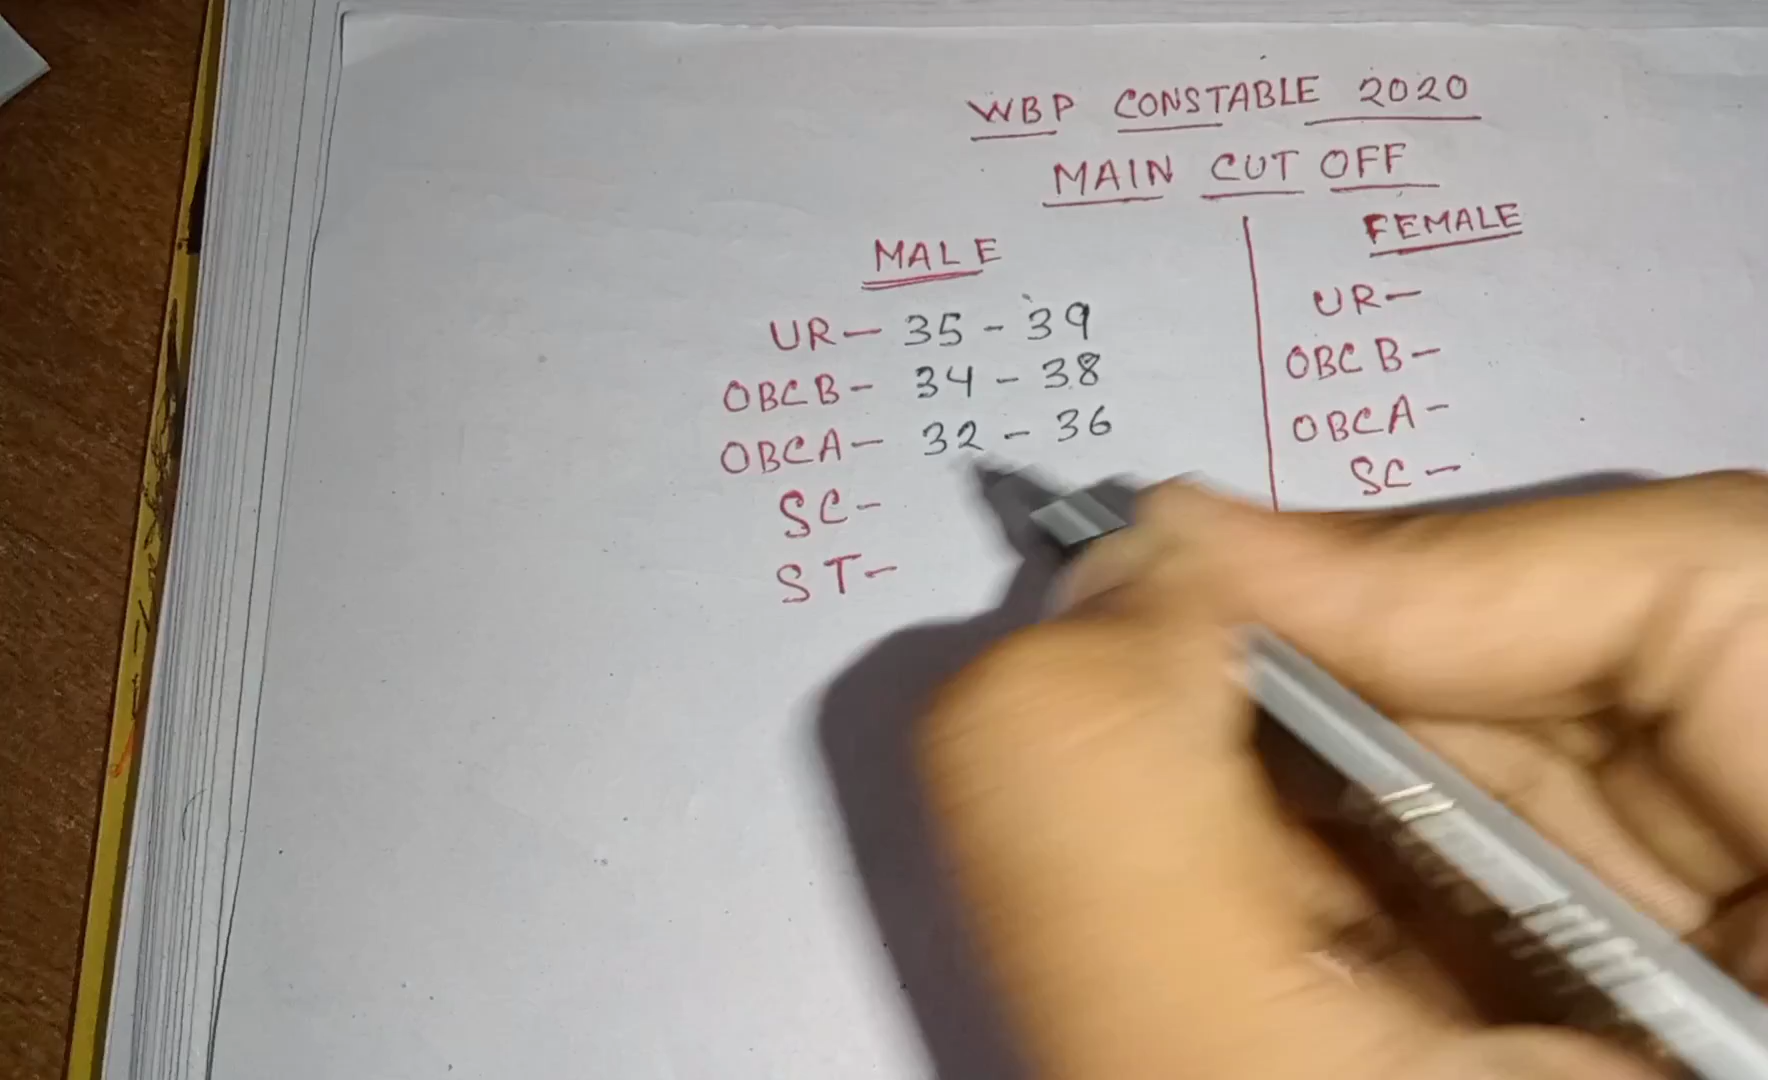 WBP CONSTABLE 2020
MAIN CUT OFF
MALE
UR - 35 - 39
OBCB - 34 - 38
OBCA - 32 - 36
SC -
ST -
FEMALE
UR -
OBC B -
OBCA -
SC -